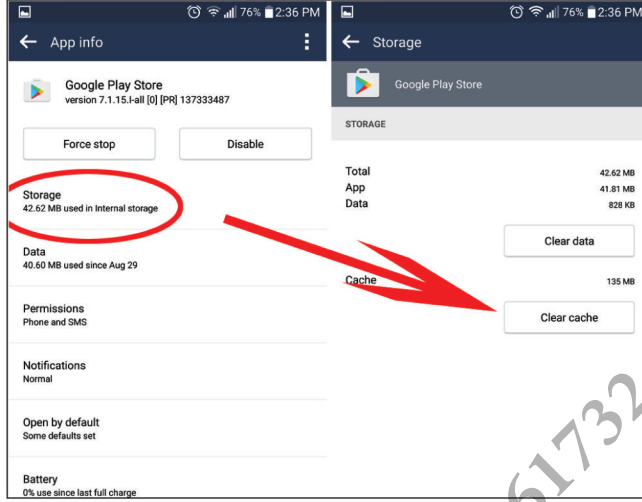 76% 2:36 PM
App info
Google Play Store
version 7.1.15.I-all [0] [PR] 137333487
Force stop
Disable
Storage
42.62 MB used in Internal storage
Data
40.60 MB used since Aug 29
Permissions
Phone and SMS
Notifications
Normal
Open by default
Some defaults set
Battery
0% use since last full charge
76% 2:36 PM
Storage
Google Play Store
STORAGE
Total 42.62 MB
App 41.81 MB
Data 828 KB
Clear data
Cache 135 MB
Clear cache
61732